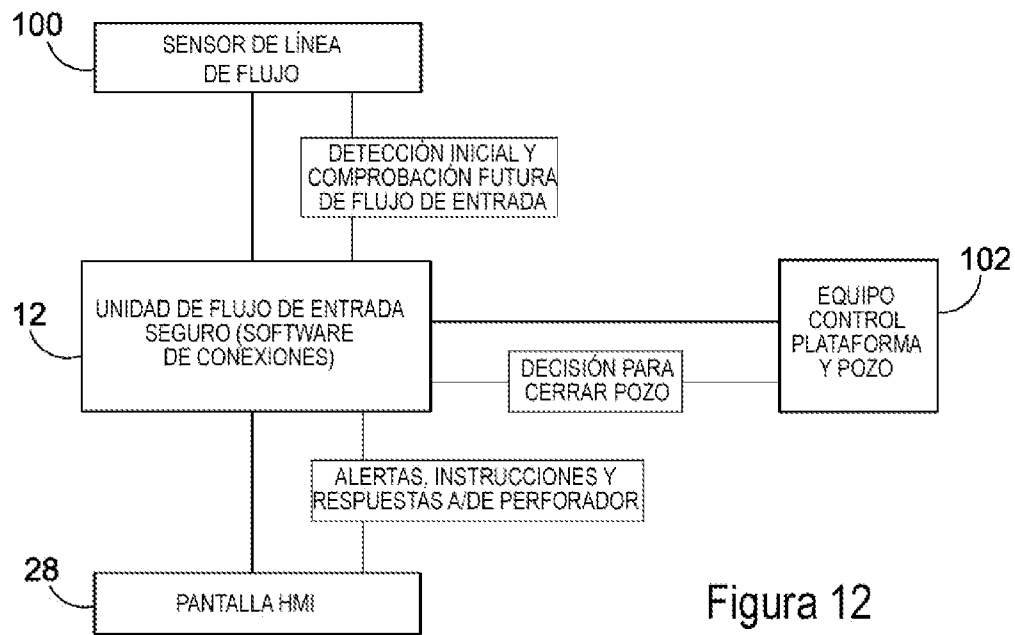 100
SENSOR DE LÍNEA
DE FLUJO
DETECCIÓN INICIAL Y
COMPROBACIÓN FUTURA
DE FLUJO DE ENTRADA
12
UNIDAD DE FLUJO DE ENTRADA
SEGURO (SOFTWARE
DE CONEXIONES)
102
EQUIPO
CONTROL
PLATAFORMA
Y POZO
DECISIÓN PARA
CERRAR POZO
ALERTAS, INSTRUCCIONES Y
RESPUESTAS A/DE PERFORADOR
28
PANTALLA HMI
Figura 12